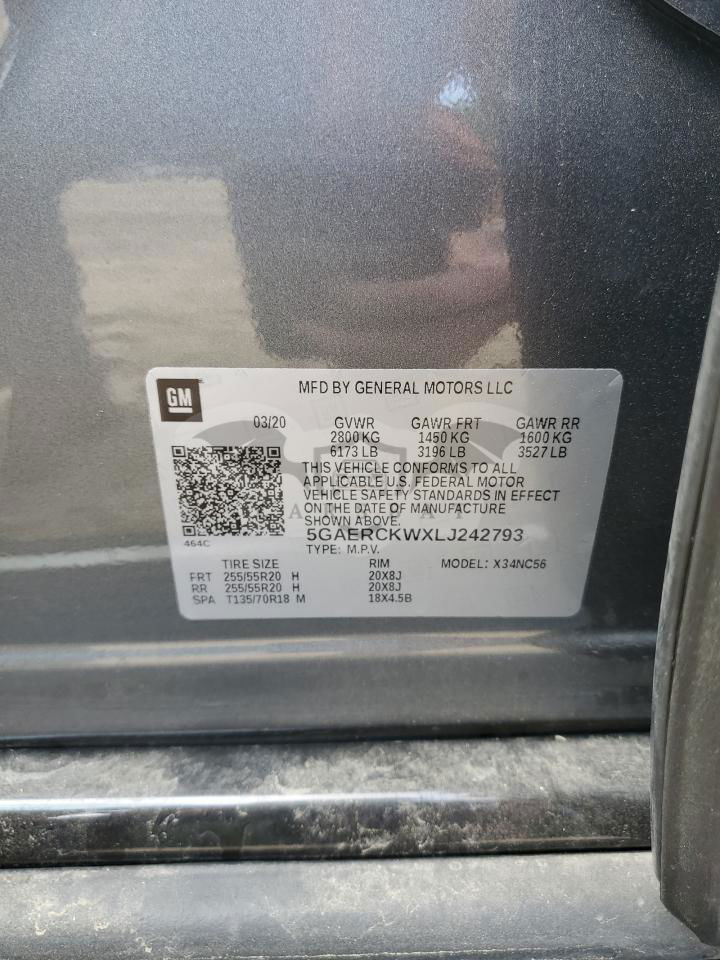 GM
MFD BY GENERAL MOTORS LLC
03/20 GVWR GAWR FRT GAWR RR
2800 KG 1450 KG 1600 KG
6173 LB 3196 LB 3527 LB
THIS VEHICLE CONFORMS TO ALL
APPLICABLE U.S. FEDERAL MOTOR
VEHICLE SAFETY STANDARDS IN EFFECT
ON THE DATE OF MANUFACTURE
SHOWN ABOVE.
464C
5GAERCKWXLJ242793
TYPE: M.P.V.
TIRE SIZE RIM MODEL: X34NC56
FRT 255/55R20 H 20X8J
RR 255/55R20 H 20X8J
SPA T135/70R18 M 18X4.5B